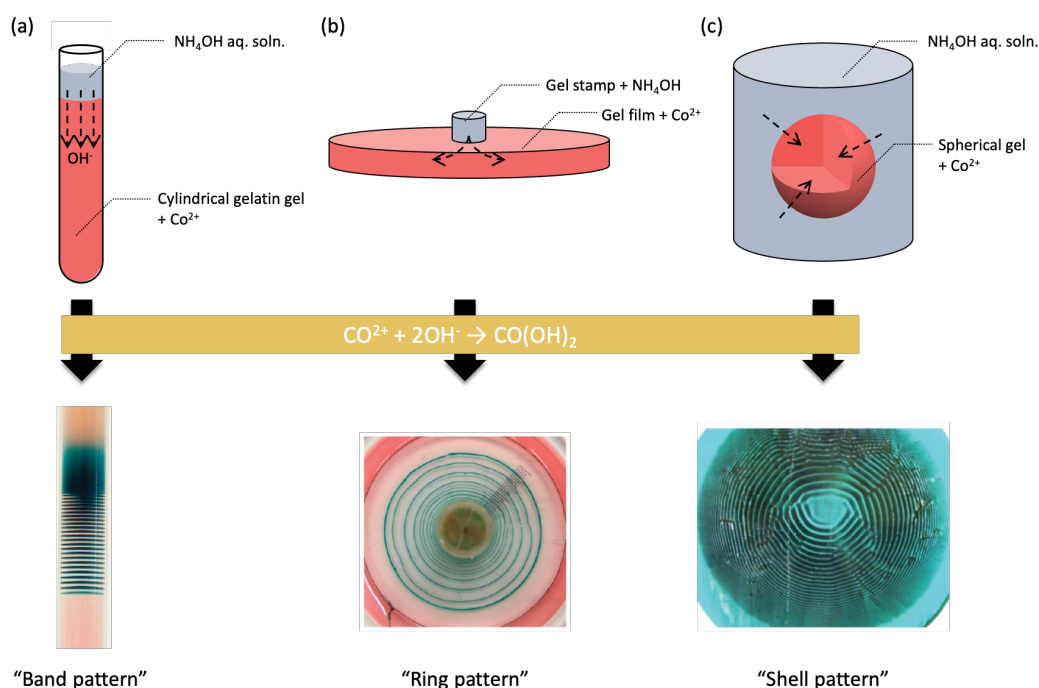 (a)
NH₄OH aq. soln.
OH⁻
Cylindrical gelatin gel
+ Co²⁺
(b)
Gel stamp + NH₄OH
Gel film + Co²⁺
(c)
NH₄OH aq. soln.
Spherical gel
+ Co²⁺
CO²⁺ + 2OH⁻ → CO(OH)₂
“Band pattern”
“Ring pattern”
“Shell pattern”